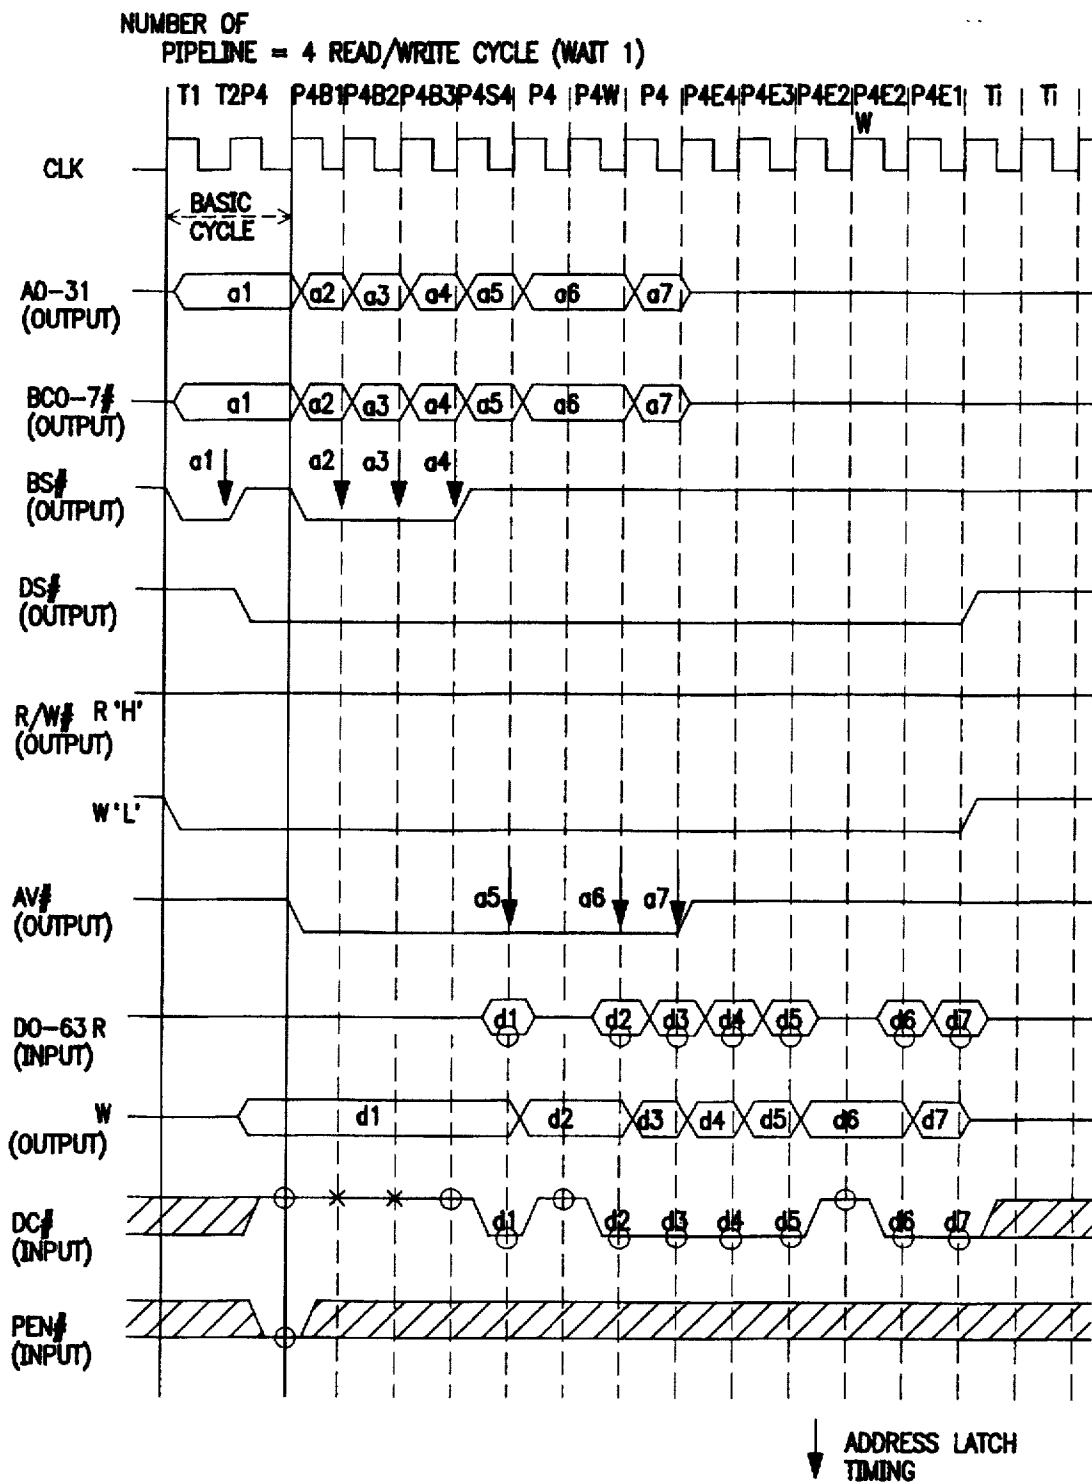 NUMBER OF
PIPELINE = 4 READ/WRITE CYCLE (WAIT 1)
T1 T2P4 P4B1 P4B2 P4B3 P4S4 P4 P4W P4 P4E4 P4E3 P4E2 P4E2 W P4E1 Ti Ti
CLK
BASIC
CYCLE
A0-31
(OUTPUT)
a1 a2 a3 a4 a5 a6 a7
BC0-7#
(OUTPUT)
a1 a2 a3 a4 a5 a6 a7
BS#
(OUTPUT)
a1 a2 a3 a4
DS#
(OUTPUT)
R/W# R 'H'
(OUTPUT)
W 'L'
AV#
(OUTPUT)
a5 a6 a7
D0-63 R
(INPUT)
d1 d2 d3 d4 d5 d6 d7
W
(OUTPUT)
d1 d2 d3 d4 d5 d6 d7
DC#
(INPUT)
d1 d2 d3 d4 d5 d6 d7
PEN#
(INPUT)
ADDRESS LATCH
TIMING